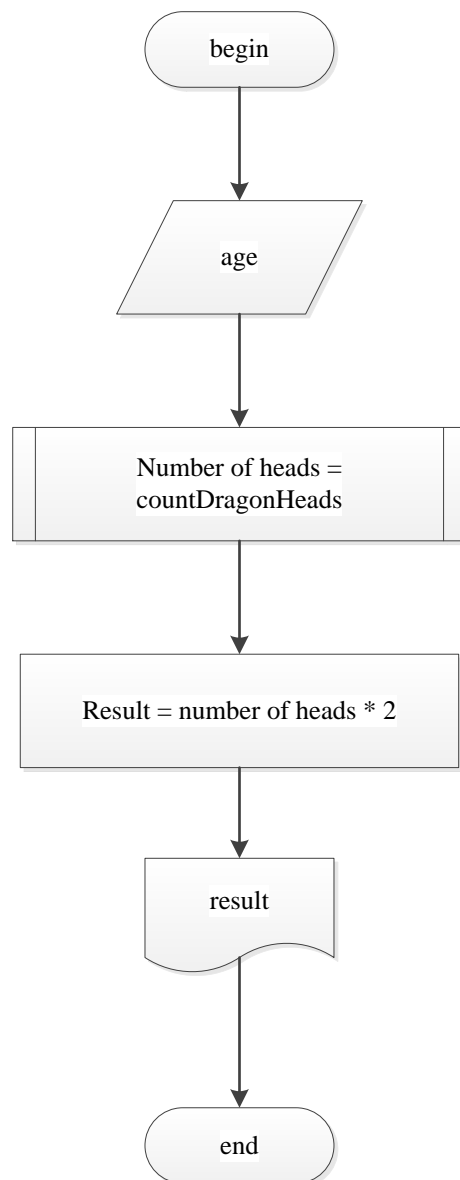 begin
age
Number of heads =
countDragonHeads
Result = number of heads * 2
result
end